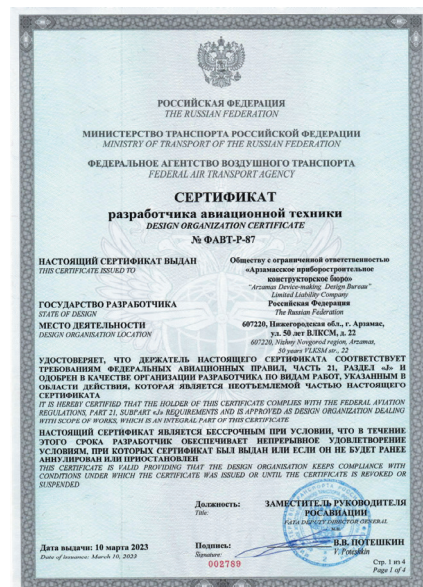 РОССИЙСКАЯ ФЕДЕРАЦИЯ
THE RUSSIAN FEDERATION
МИНИСТЕРСТВО ТРАНСПОРТА РОССИЙСКОЙ ФЕДЕРАЦИИ
MINISTRY OF TRANSPORT OF THE RUSSIAN FEDERATION
ФЕДЕРАЛЬНОЕ АГЕНТСТВО ВОЗДУШНОГО ТРАНСПОРТА
FEDERAL AIR TRANSPORT AGENCY
СЕРТИФИКАТ
разработчика авиационной техники
DESIGN ORGANIZATION CERTIFICATE
№ ФАВТ-Р-87
НАСТОЯЩИЙ СЕРТИФИКАТ ВЫДАН
THIS CERTIFICATE ISSUED TO
Обществу с ограниченной ответственностью
«Арзамасское приборостроительное
конструкторское бюро»
"Arzamas Device-making Design Bureau"
Limited Liability Company
ГОСУДАРСТВО РАЗРАБОТЧИКА
STATE OF DESIGN
Российская Федерация
The Russian Federation
МЕСТО ДЕЯТЕЛЬНОСТИ
DESIGN ORGANISATION LOCATION
607220, Нижегородская обл., г. Арзамас,
ул. 50 лет ВЛКСМ, д. 22
607220, Nizhny Novgorod region, Arzamas,
50 years VLKSM str., 22
УДОСТОВЕРЯЕТ, ЧТО ДЕРЖАТЕЛЬ НАСТОЯЩЕГО СЕРТИФИКАТА СООТВЕТСТВУЕТ
ТРЕБОВАНИЯМ ФЕДЕРАЛЬНЫХ АВИАЦИОННЫХ ПРАВИЛ, ЧАСТЬ 21, РАЗДЕЛ «J» И
ОДОБРЕН В КАЧЕСТВЕ ОРГАНИЗАЦИИ РАЗРАБОТЧИКА ПО ВИДАМ РАБОТ, УКАЗАННЫМ В
ОБЛАСТИ ДЕЙСТВИЯ, КОТОРАЯ ЯВЛЯЕТСЯ НЕОТЪЕМЛЕМОЙ ЧАСТЬЮ НАСТОЯЩЕГО
СЕРТИФИКАТА
IT IS HEREBY CERTIFIED THAT THE HOLDER OF THIS CERTIFICATE COMPLIES WITH THE FEDERAL AVIATION
REGULATIONS, PART 21, SUBPART «J» REQUIREMENTS AND IS APPROVED AS DESIGN ORGANIZATION DEALING
WITH SCOPE OF WORKS, WHICH IS AN INTEGRAL PART OF THIS CERTIFICATE
НАСТОЯЩИЙ СЕРТИФИКАТ ЯВЛЯЕТСЯ БЕССРОЧНЫМ ПРИ УСЛОВИИ, ЧТО В ТЕЧЕНИЕ
ЭТОГО СРОКА РАЗРАБОТЧИК ОБЕСПЕЧИВАЕТ НЕПРЕРЫВНОЕ УДОВЛЕТВОРЕНИЕ
УСЛОВИЯМ, ПРИ КОТОРЫХ СЕРТИФИКАТ БЫЛ ВЫДАН ИЛИ ЕСЛИ ОН НЕ БУДЕТ РАНЕЕ
АННУЛИРОВАН ИЛИ ПРИОСТАНОВЛЕН
THIS CERTIFICATE IS VALID PROVIDING THAT THE DESIGN ORGANISATION KEEPS COMPLIANCE WITH
CONDITIONS UNDER WHICH THE CERTIFICATE WAS ISSUED OR UNTIL THE CERTIFICATE IS REVOKED OR
SUSPENDED
Должность:
Title:
ЗАМЕСТИТЕЛЬ РУКОВОДИТЕЛЯ
РОСАВИАЦИИ
FATA DEPUTY DIRECTOR GENERAL
Дата выдачи: 10 марта 2023
Date of issuance: March 10, 2023
Подпись:
Signature:
В.В. ПОТЕШКИН
V. Poteshkin
002789
Стр. 1 из 4
Page 1 of 4